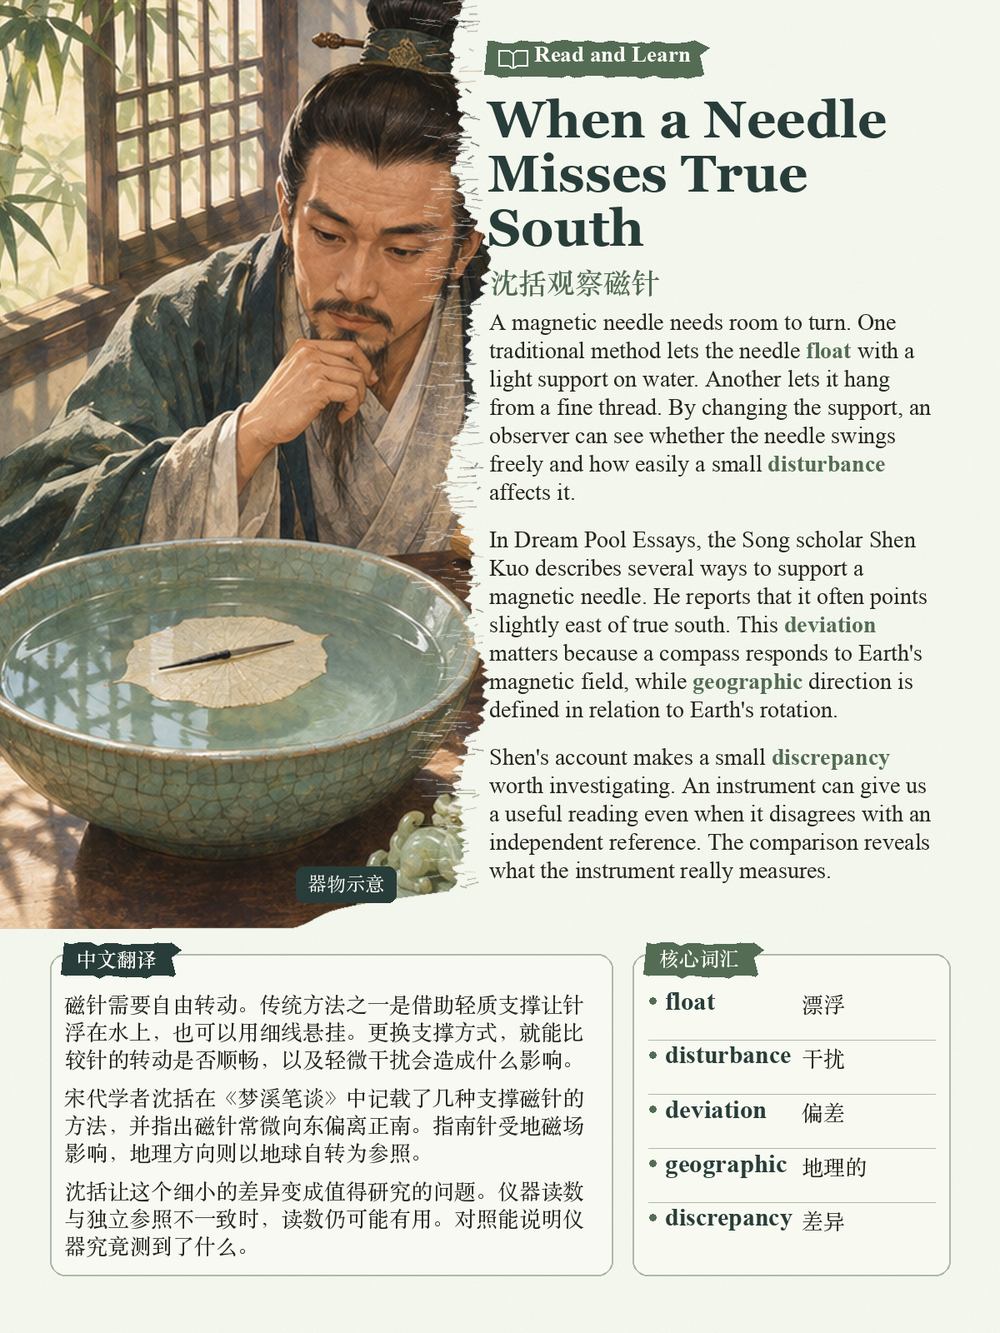 Read and Learn
When a Needle
Misses True
South
沈括观察磁针
A magnetic needle needs room to turn. One
traditional method lets the needle float with a
light support on water. Another lets it hang
from a fine thread. By changing the support, an
observer can see whether the needle swings
freely and how easily a small disturbance
affects it.
In Dream Pool Essays, the Song scholar Shen
Kuo describes several ways to support a
magnetic needle. He reports that it often points
slightly east of true south. This deviation
matters because a compass responds to Earth's
magnetic field, while geographic direction is
defined in relation to Earth's rotation.
Shen's account makes a small discrepancy
worth investigating. An instrument can give us
a useful reading even when it disagrees with an
independent reference. The comparison reveals
what the instrument really measures.
器物示意
中文翻译
磁针需要自由转动。传统方法之一是借助轻质支撑让针
浮在水上，也可以用细线悬挂。更换支撑方式，就能比
较针的转动是否顺畅，以及轻微干扰会造成什么影响。
宋代学者沈括在《梦溪笔谈》中记载了几种支撑磁针的
方法，并指出磁针常微向东偏离正南。指南针受地磁场
影响，地理方向则以地球自转为参照。
沈括让这个细小的差异变成值得研究的问题。仪器读数
与独立参照不一致时，读数仍可能有用。对照能说明仪
器究竟测到了什么。
核心词汇
• float 漂浮
• disturbance 干扰
• deviation 偏差
• geographic 地理的
• discrepancy 差异